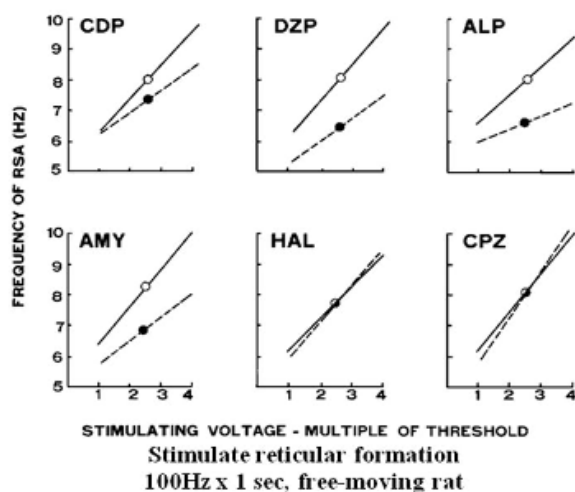 CDP
DZP
ALP
10
9
8
7
6
5
FREQUENCY OF RSA (HZ)
AMY
HAL
CPZ
10
9
8
7
6
5
1 2 3 4
1 2 3 4
1 2 3 4
STIMULATING VOLTAGE - MULTIPLE OF THRESHOLD
Stimulate reticular formation
100Hz x 1 sec, free-moving rat